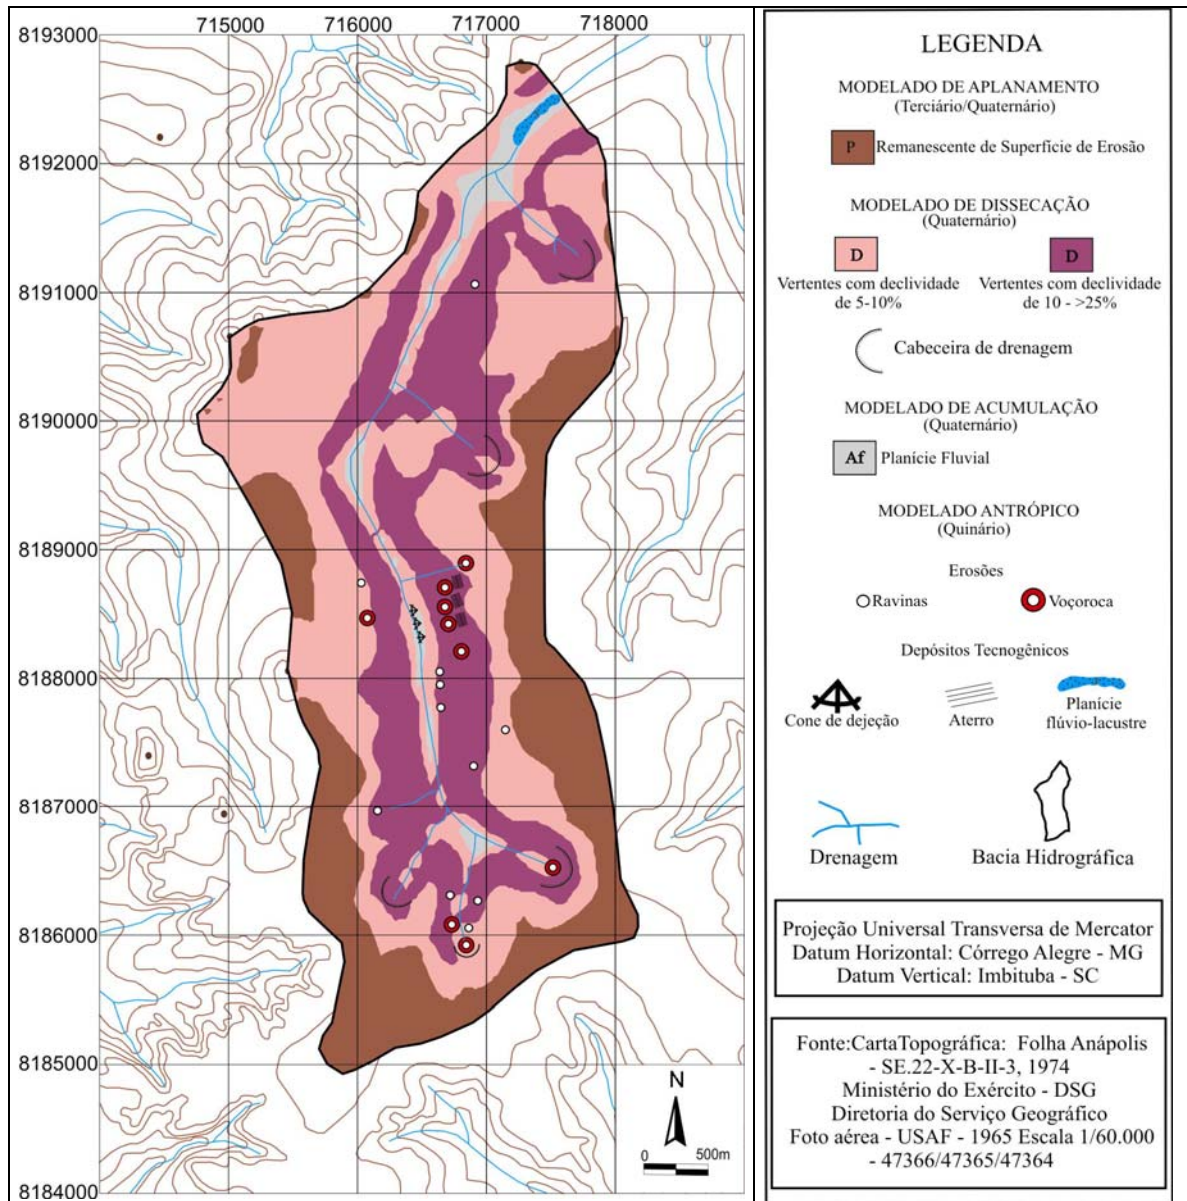 715000 716000 717000 718000
8193000
8192000
8191000
8190000
8189000
8188000
8187000
8186000
8185000
8184000
N
0 500m
LEGENDA
MODELADO DE APLANAMENTO
(Terciário/Quaternário)
P Remanescente de Superfície de Erosão
MODELADO DE DISSECAÇÃO
(Quaternário)
D D
Vertentes com declividade
de 5-10%
Vertentes com declividade
de 10 - >25%
Cabeceira de drenagem
MODELADO DE ACUMULAÇÃO
(Quaternário)
Af Planície Fluvial
MODELADO ANTRÓPICO
(Quinário)
Erosões
Ravinas Voçoroca
Depósitos Tecnogênicos
Cone de dejeção
Aterro
Planície
flúvio-lacustre
Drenagem Bacia Hidrográfica
Projeção Universal Transversa de Mercator
Datum Horizontal: Córrego Alegre - MG
Datum Vertical: Imbituba - SC
Fonte:CartaTopográfica: Folha Anápolis
- SE.22-X-B-II-3, 1974
Ministério do Exército - DSG
Diretoria do Serviço Geográfico
Foto aérea - USAF - 1965 Escala 1/60.000
- 47366/47365/47364